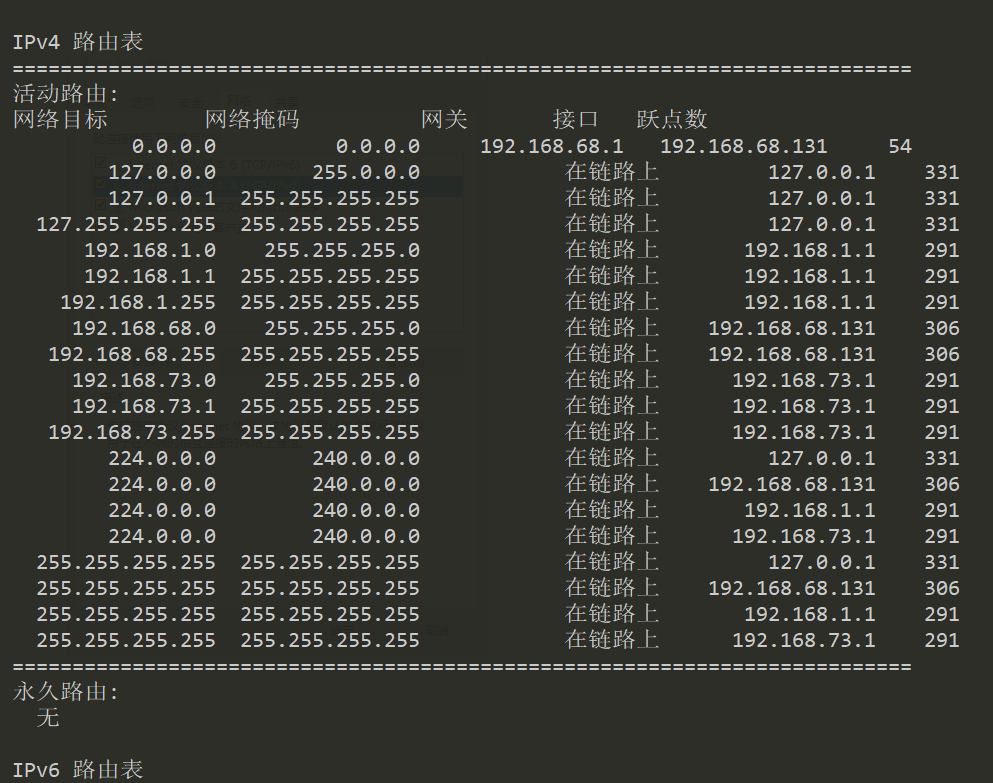 IPv4 路由表
===========================================================================
活动路由:
网络目标        网络掩码          网关       接口   跃点数
          0.0.0.0          0.0.0.0     192.168.68.1   192.168.68.131     54
        127.0.0.0        255.0.0.0            在链路上         127.0.0.1    331
        127.0.0.1  255.255.255.255            在链路上         127.0.0.1    331
  127.255.255.255  255.255.255.255            在链路上         127.0.0.1    331
      192.168.1.0    255.255.255.0            在链路上       192.168.1.1    291
      192.168.1.1  255.255.255.255            在链路上       192.168.1.1    291
    192.168.1.255  255.255.255.255            在链路上       192.168.1.1    291
     192.168.68.0    255.255.255.0            在链路上    192.168.68.131    306
   192.168.68.255  255.255.255.255            在链路上    192.168.68.131    306
     192.168.73.0    255.255.255.0            在链路上      192.168.73.1    291
     192.168.73.1  255.255.255.255            在链路上      192.168.73.1    291
   192.168.73.255  255.255.255.255            在链路上      192.168.73.1    291
        224.0.0.0        240.0.0.0            在链路上         127.0.0.1    331
        224.0.0.0        240.0.0.0            在链路上    192.168.68.131    306
        224.0.0.0        240.0.0.0            在链路上       192.168.1.1    291
        224.0.0.0        240.0.0.0            在链路上      192.168.73.1    291
  255.255.255.255  255.255.255.255            在链路上         127.0.0.1    331
  255.255.255.255  255.255.255.255            在链路上    192.168.68.131    306
  255.255.255.255  255.255.255.255            在链路上       192.168.1.1    291
  255.255.255.255  255.255.255.255            在链路上      192.168.73.1    291
===========================================================================
永久路由:
  无
IPv6 路由表